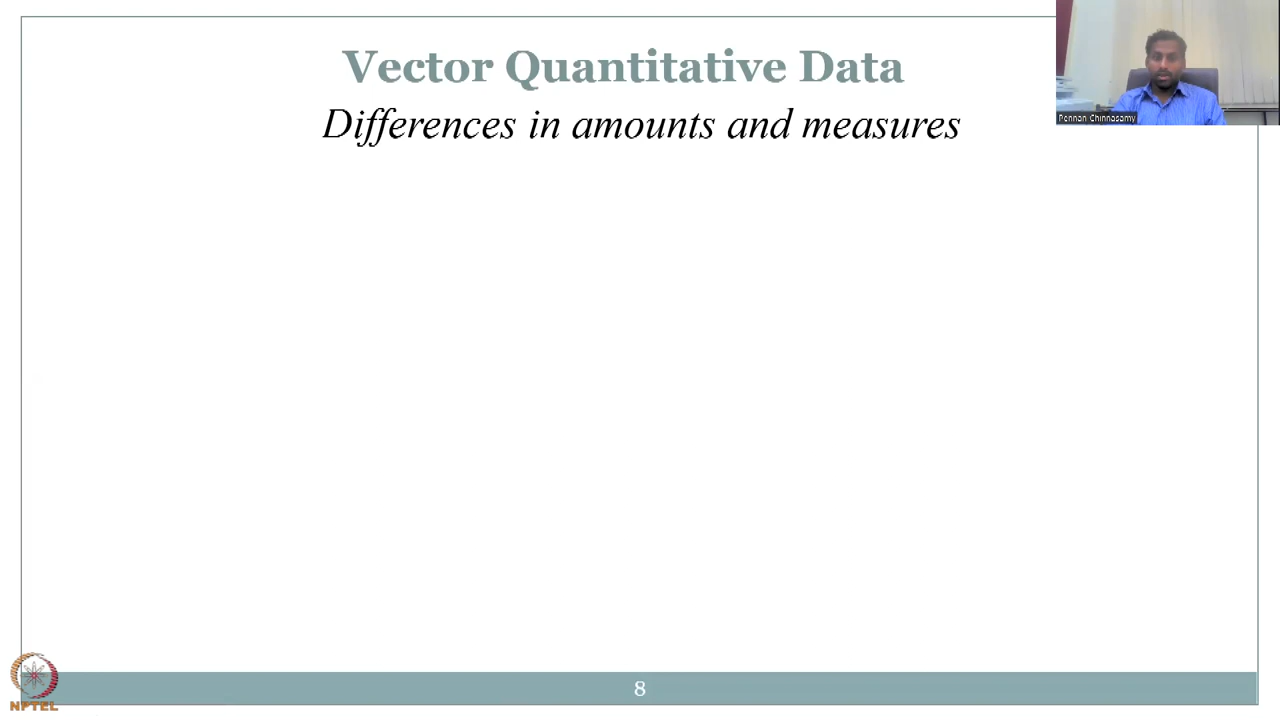 Vector Quantitative Data
Differences in amounts and measures
Pennan Chinnasamy
8
NPTEL